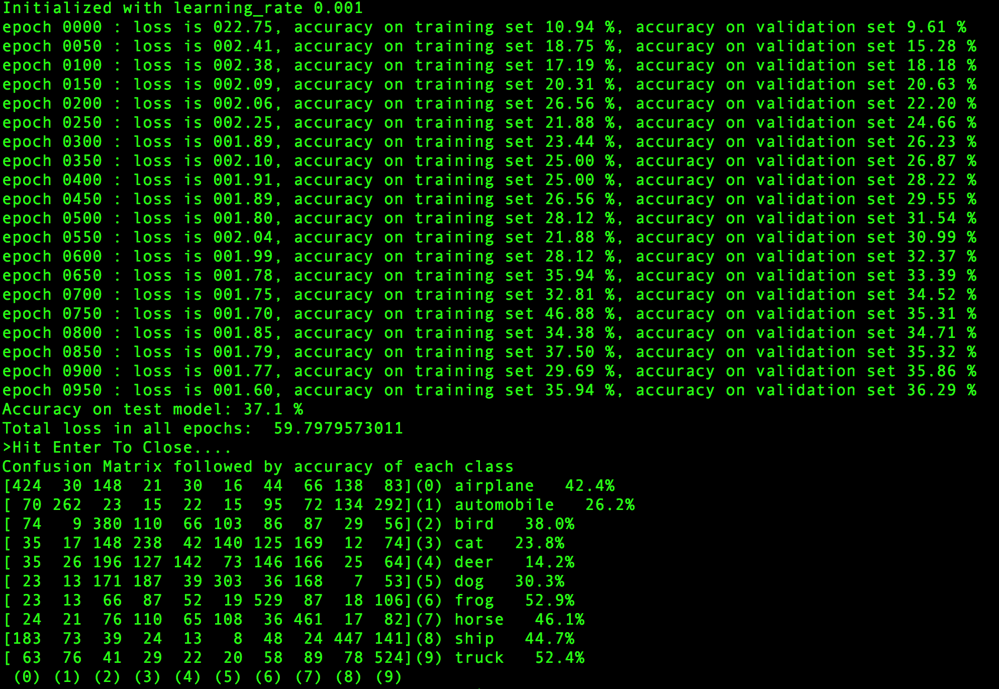 Initialized with learning_rate 0.001
epoch 0000 : loss is 022.75, accuracy on training set 10.94 %, accuracy on validation set 9.61 %
epoch 0050 : loss is 002.41, accuracy on training set 18.75 %, accuracy on validation set 15.28 %
epoch 0100 : loss is 002.38, accuracy on training set 17.19 %, accuracy on validation set 18.18 %
epoch 0150 : loss is 002.09, accuracy on training set 20.31 %, accuracy on validation set 20.63 %
epoch 0200 : loss is 002.06, accuracy on training set 26.56 %, accuracy on validation set 22.20 %
epoch 0250 : loss is 002.25, accuracy on training set 21.88 %, accuracy on validation set 24.66 %
epoch 0300 : loss is 001.89, accuracy on training set 23.44 %, accuracy on validation set 26.23 %
epoch 0350 : loss is 002.10, accuracy on training set 25.00 %, accuracy on validation set 26.87 %
epoch 0400 : loss is 001.91, accuracy on training set 25.00 %, accuracy on validation set 28.22 %
epoch 0450 : loss is 001.89, accuracy on training set 26.56 %, accuracy on validation set 29.55 %
epoch 0500 : loss is 001.80, accuracy on training set 28.12 %, accuracy on validation set 31.54 %
epoch 0550 : loss is 002.04, accuracy on training set 21.88 %, accuracy on validation set 30.99 %
epoch 0600 : loss is 001.99, accuracy on training set 28.12 %, accuracy on validation set 32.37 %
epoch 0650 : loss is 001.78, accuracy on training set 35.94 %, accuracy on validation set 33.39 %
epoch 0700 : loss is 001.75, accuracy on training set 32.81 %, accuracy on validation set 34.52 %
epoch 0750 : loss is 001.70, accuracy on training set 46.88 %, accuracy on validation set 35.31 %
epoch 0800 : loss is 001.85, accuracy on training set 34.38 %, accuracy on validation set 34.71 %
epoch 0850 : loss is 001.79, accuracy on training set 37.50 %, accuracy on validation set 35.32 %
epoch 0900 : loss is 001.77, accuracy on training set 29.69 %, accuracy on validation set 35.86 %
epoch 0950 : loss is 001.60, accuracy on training set 35.94 %, accuracy on validation set 36.29 %
Accuracy on test model: 37.1 %
Total loss in all epochs:  59.7979573011
>Hit Enter To Close....
Confusion Matrix followed by accuracy of each class
[424  30 148  21  30  16  44  66 138  83](0) airplane   42.4%
[ 70 262  23  15  22  15  95  72 134 292](1) automobile   26.2%
[ 74   9 380 110  66 103  86  87  29  56](2) bird   38.0%
[ 35  17 148 238  42 140 125 169  12  74](3) cat   23.8%
[ 35  26 196 127 142  73 146 166  25  64](4) deer   14.2%
[ 23  13 171 187  39 303  36 168   7  53](5) dog   30.3%
[ 23  13  66  87  52  19 529  87  18 106](6) frog   52.9%
[ 24  21  76 110  65 108  36 461  17  82](7) horse   46.1%
[183  73  39  24  13   8  48  24 447 141](8) ship   44.7%
[ 63  76  41  29  22  20  58  89  78 524](9) truck   52.4%
 (0) (1) (2) (3) (4) (5) (6) (7) (8) (9)